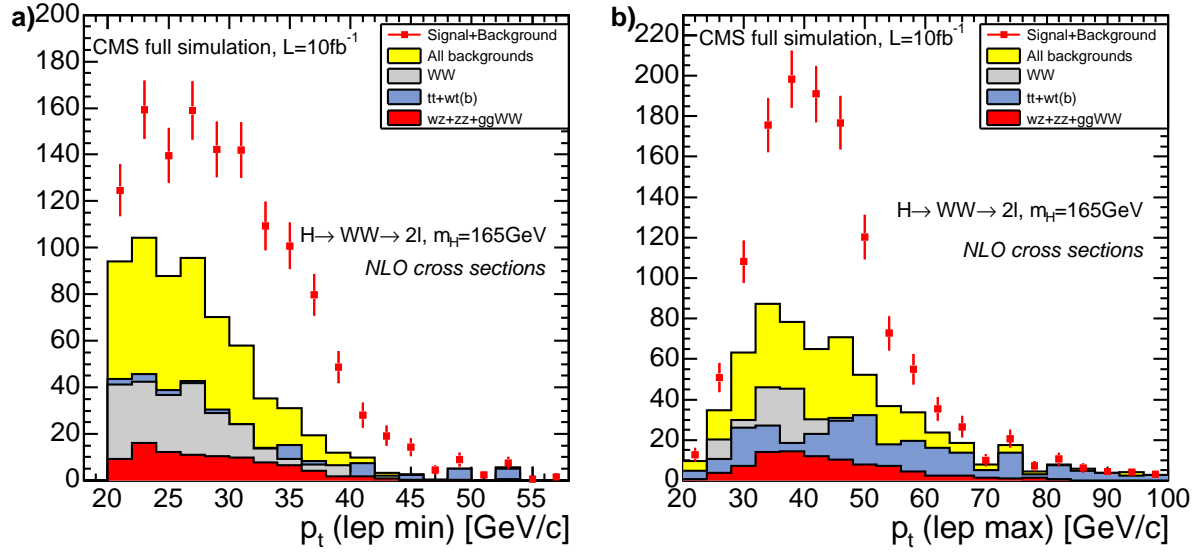 a)
CMS full simulation, L=10fb⁻¹
Signal+Background
All backgrounds
WW
tt+wt(b)
wz+zz+ggWW
H→ WW→ 2l, m_H=165GeV
NLO cross sections
200
180
160
140
120
100
80
60
40
20
0
20 25 30 35 40 45 50 55
p_t (lep min) [GeV/c]
b)
CMS full simulation, L=10fb⁻¹
Signal+Background
All backgrounds
WW
tt+wt(b)
wz+zz+ggWW
H→ WW→ 2l, m_H=165GeV
NLO cross sections
220
200
180
160
140
120
100
80
60
40
20
0
20 30 40 50 60 70 80 90 100
p_t (lep max) [GeV/c]